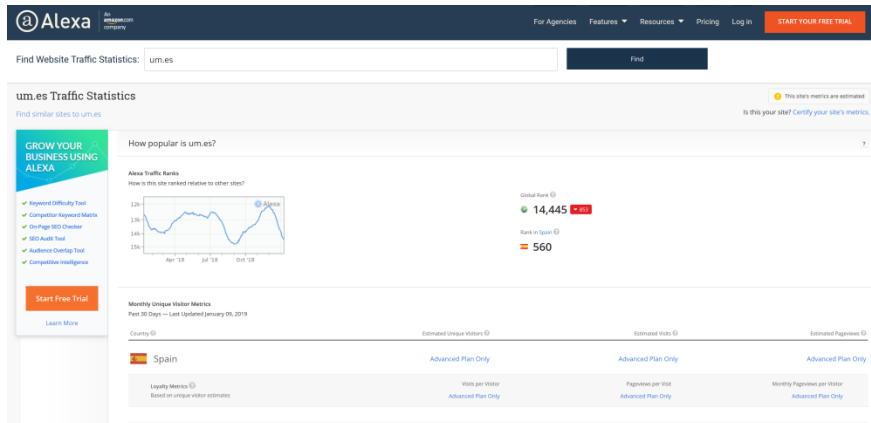 Alexa
An
amazon.com
company
For Agencies Features Resources Pricing Log in START YOUR FREE TRIAL
Find Website Traffic Statistics: um.es Find
um.es Traffic Statistics
This site's metrics are estimated
Find similar sites to um.es
Is this your site? Certify your site's metrics.
GROW YOUR
BUSINESS USING
ALEXA
Keyword Difficulty Tool
Competitor Keyword Matrix
On-Page SEO Checker
SEO Audit Tool
Audience Overlap Tool
Competitive Intelligence
Start Free Trial
Learn More
How popular is um.es? ?
Alexa Traffic Ranks
How is this site ranked relative to other sites?
Alexa
12k
13k
14k
15k
Apr '18 Jul '18 Oct '18
Global Rank
14,445 853
Rank in Spain
560
Monthly Unique Visitor Metrics
Past 30 Days — Last Updated January 09, 2019
Country Estimated Unique Visitors Estimated Visits Estimated Pageviews
Spain Advanced Plan Only Advanced Plan Only Advanced Plan Only
Loyalty Metrics Visits per Visitor Pageviews per Visit Monthly Pageviews per Visitor
Based on unique visitor estimates Advanced Plan Only Advanced Plan Only Advanced Plan Only